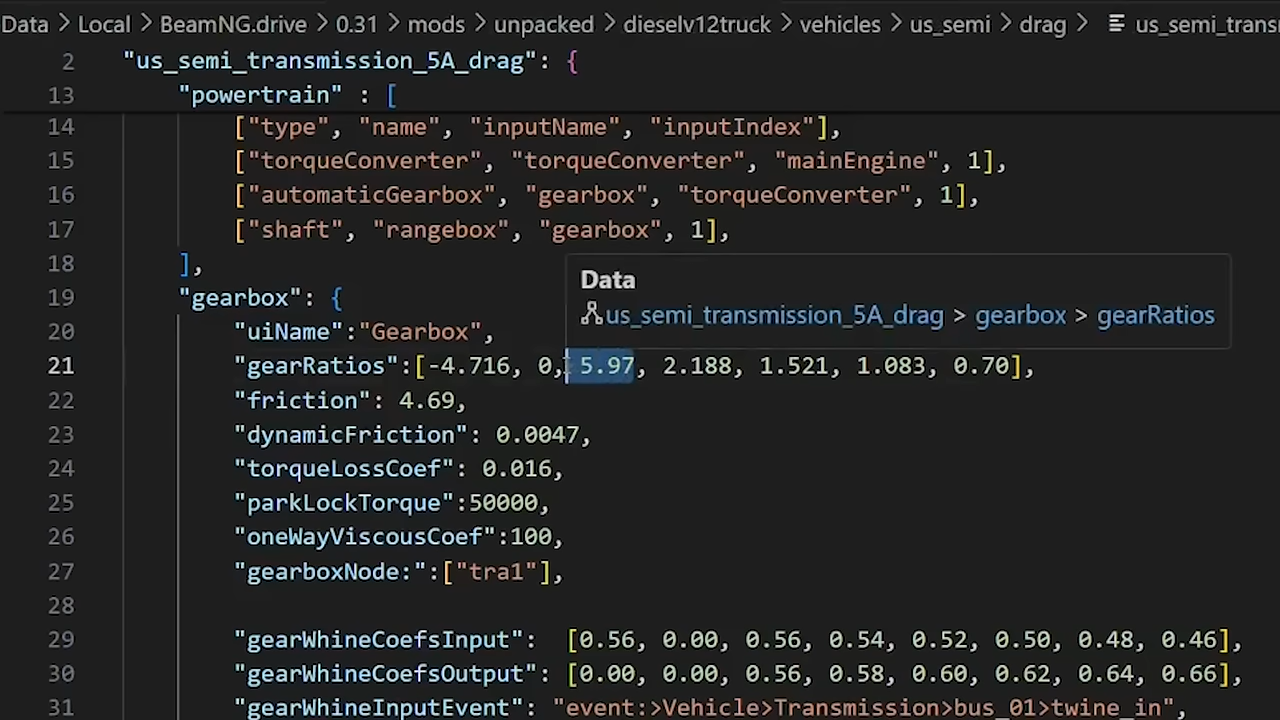 Data > Local > BeamNG.drive > 0.31 > mods > unpacked > dieselv12truck > vehicles > us_semi > drag > us_semi_transm
2 "us_semi_transmission_5A_drag": {
13 "powertrain" : [
14 ["type", "name", "inputName", "inputIndex"],
15 ["torqueConverter", "torqueConverter", "mainEngine", 1],
16 ["automaticGearbox", "gearbox", "torqueConverter", 1],
17 ["shaft", "rangebox", "gearbox", 1],
18 ],
Data
19 "gearbox": {
us_semi_transmission_5A_drag > gearbox > gearRatios
20 "uiName":"Gearbox",
21 "gearRatios":[-4.716, 0, 5.97, 2.188, 1.521, 1.083, 0.70],
22 "friction": 4.69,
23 "dynamicFriction": 0.0047,
24 "torqueLossCoef": 0.016,
25 "parkLockTorque":50000,
26 "oneWayViscousCoef":100,
27 "gearboxNode:":["tra1"],
28
29 "gearWhineCoefsInput": [0.56, 0.00, 0.56, 0.54, 0.52, 0.50, 0.48, 0.46],
30 "gearWhineCoefsOutput": [0.00, 0.00, 0.56, 0.58, 0.60, 0.62, 0.64, 0.66],
31 "gearWhineInputEvent": "event:>Vehicle>Transmission>bus_01>twine_in",